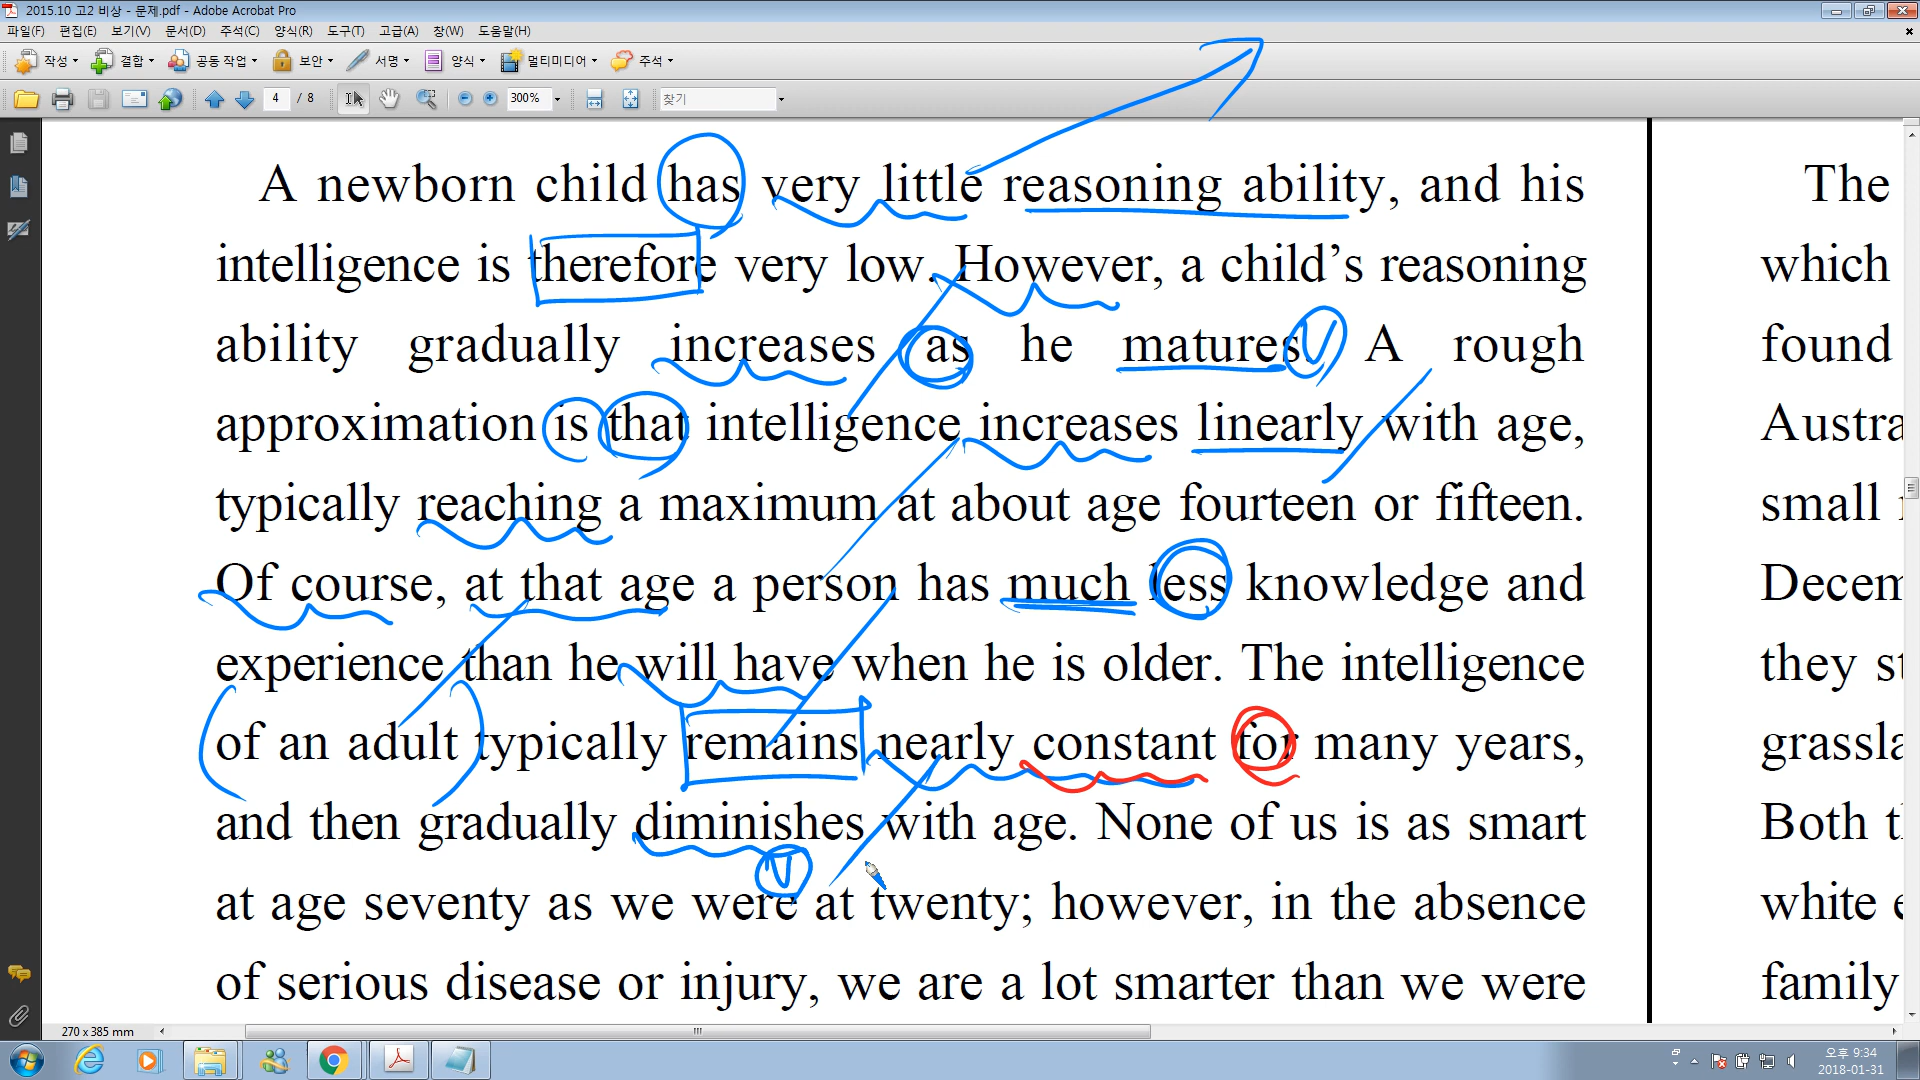 2015.10 고2 비상 - 문제.pdf - Adobe Acrobat Pro
파일(F) 편집(E) 보기(V) 문서(D) 주석(C) 양식(R) 도구(T) 고급(A) 창(W) 도움말(H)
작성 결합 공동 작업 보안 서명 양식 멀티미디어 주석
4 / 8 300% 찾기
A newborn child has very little reasoning ability, and his
intelligence is therefore very low. However, a child’s reasoning
ability gradually increases as he matures. A rough
approximation is that intelligence increases linearly with age,
typically reaching a maximum at about age fourteen or fifteen.
Of course, at that age a person has much less knowledge and
experience than he will have when he is older. The intelligence
of an adult typically remains nearly constant for many years,
and then gradually diminishes with age. None of us is as smart
at age seventy as we were at twenty; however, in the absence
of serious disease or injury, we are a lot smarter than we were
The
which
found
Austra
small
Decem
they st
grassla
Both t
white e
family
270 x 385 mm
오후 9:34
2018-01-31